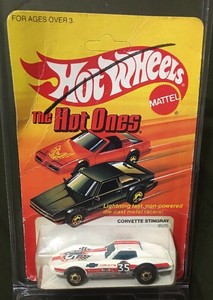 FOR AGES OVER 3.
Hot Wheels
MATTEL
The Hot Ones
Lightning fast, non-powered
die cast metal racers!
CORVETTE STINGRAY
35